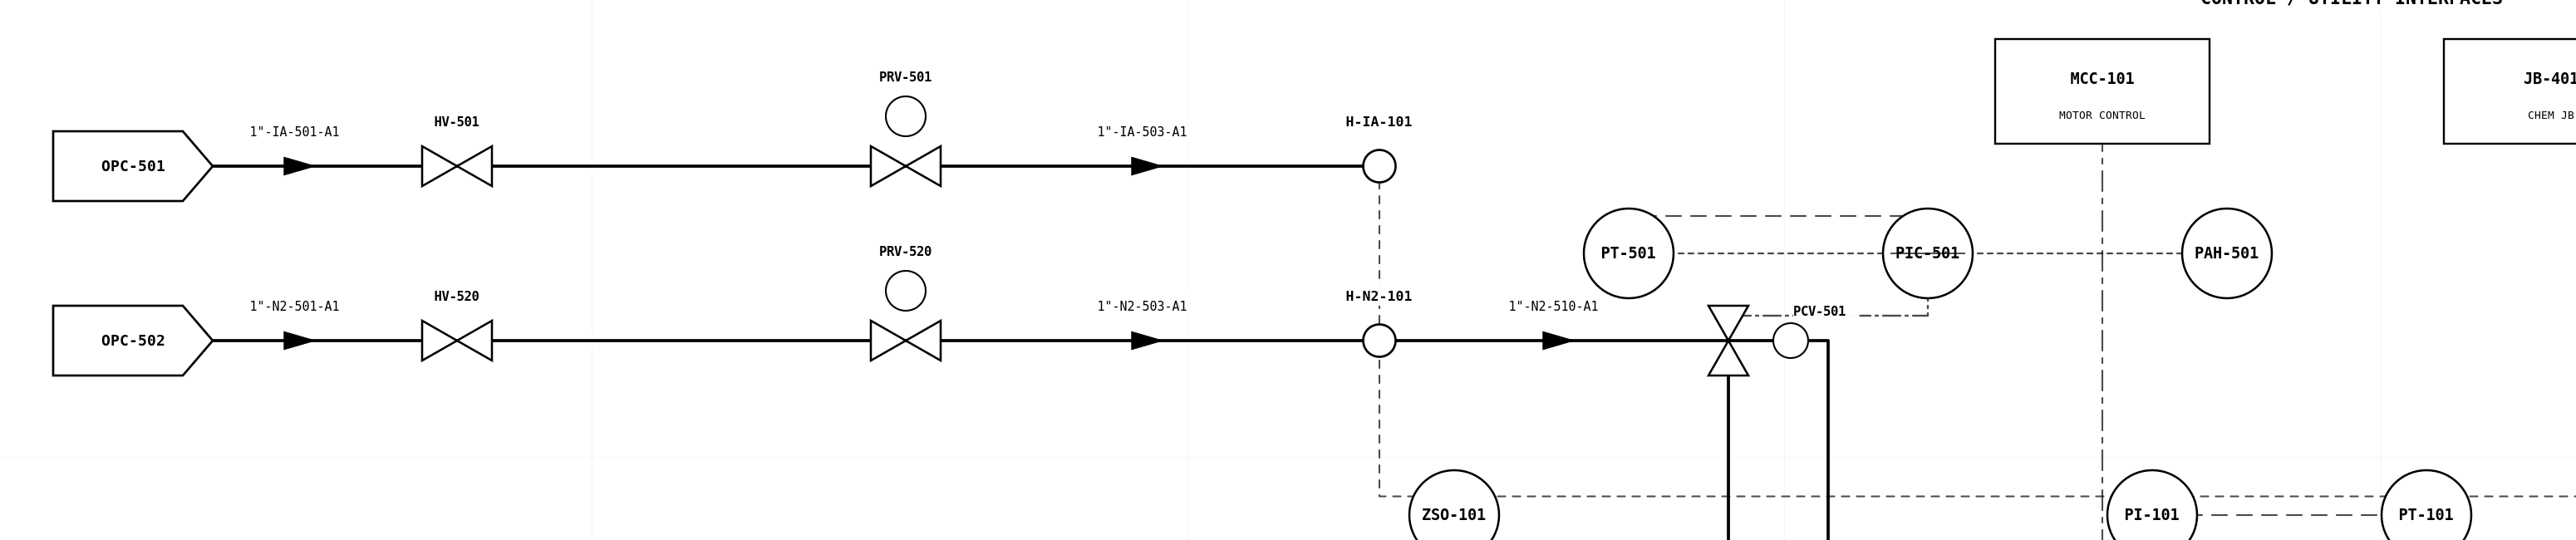 CONTROL / UTILITY INTERFACES
MCC-101
MOTOR CONTROL
JB-401
CHEM JB
PRV-501
HV-501
1"-IA-501-A1
1"-IA-503-A1
H-IA-101
OPC-501
PRV-520
PT-501
PIC-501
PAH-501
HV-520
1"-N2-501-A1
1"-N2-503-A1
H-N2-101
1"-N2-510-A1
PCV-501
OPC-502
ZSO-101
PI-101
PT-101